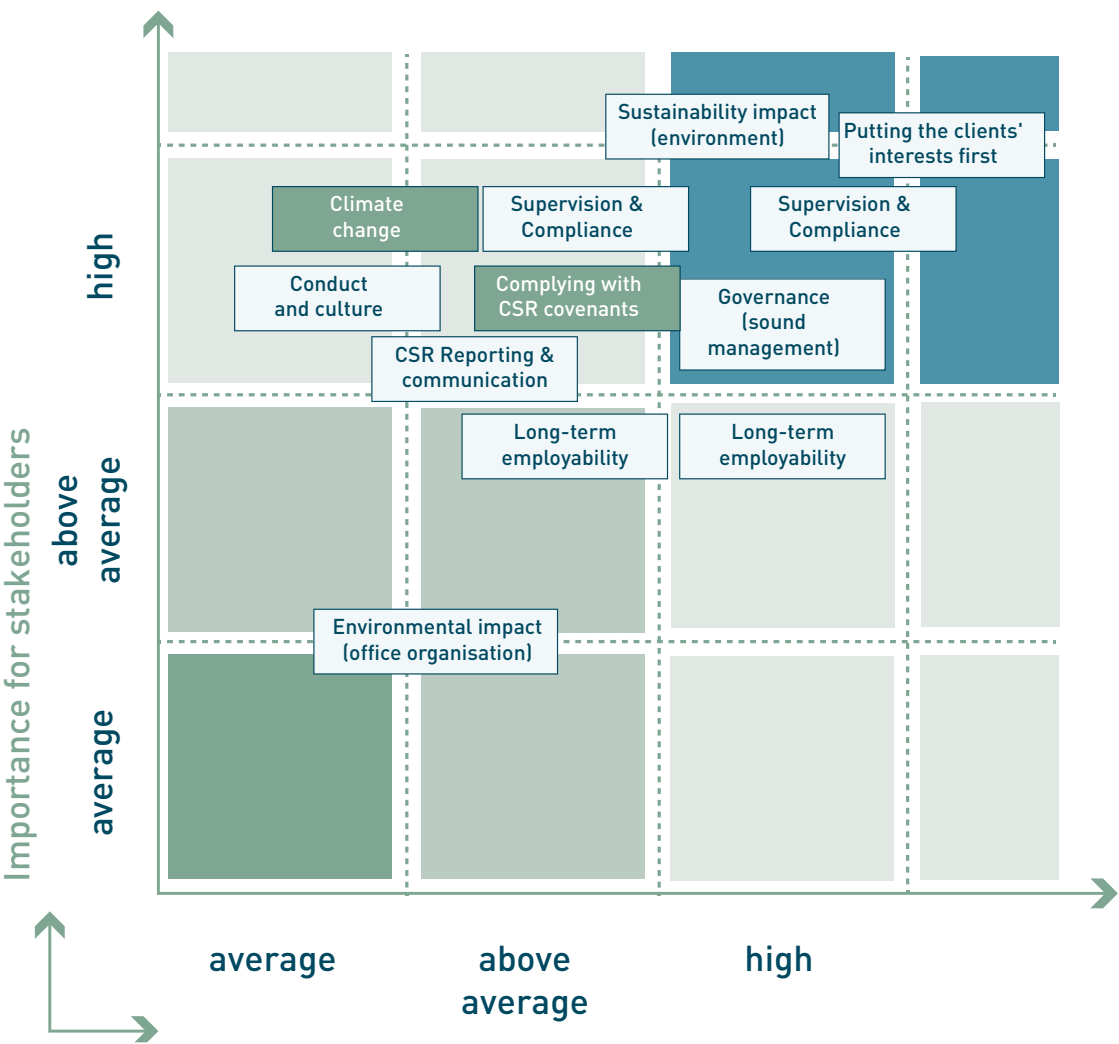 Sustainability impact
(environment)
Putting the clients'
interests first
Climate
change
Supervision &
Compliance
Supervision &
Compliance
Conduct
and culture
Complying with
CSR covenants
Governance
(sound
management)
CSR Reporting &
communication
Long-term
employability
Long-term
employability
Environmental impact
(office organisation)
Importance for stakeholders
high
above
average
average
average
above
average
high